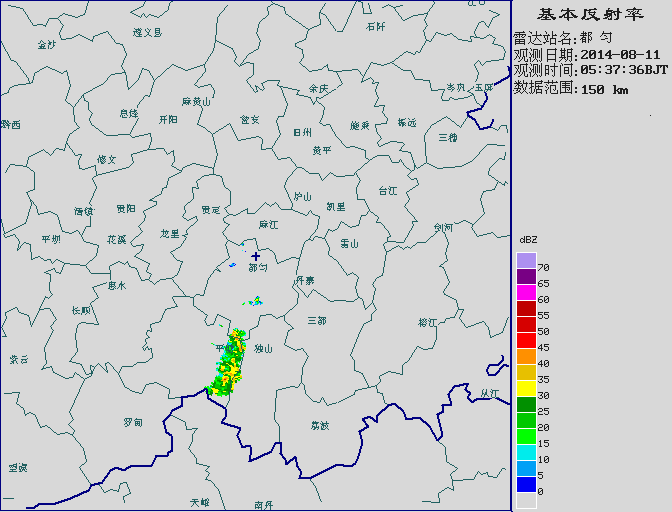 基本反射率
雷达站名:都匀
观测日期:2014-08-11
观测时间:05:37:36BJT
数据范围:150 km
dBZ
70
65
60
55
50
45
40
35
30
25
20
15
10
5
0
金沙
遵义县
石阡
江口
余庆
岑巩
玉屏
黔西
息烽
麻黄山
开阳
瓮安
旧州
施秉
镇远
三穗
黄平
修文
清镇
贵阳
贵定
炉山
凯里
台江
平坝
花溪
龙里
麻江
雷山
剑河
都匀
惠水
丹寨
长顺
三都
榕江
紫云
平塘
独山
从江
罗甸
荔波
望谟
天峨
南丹